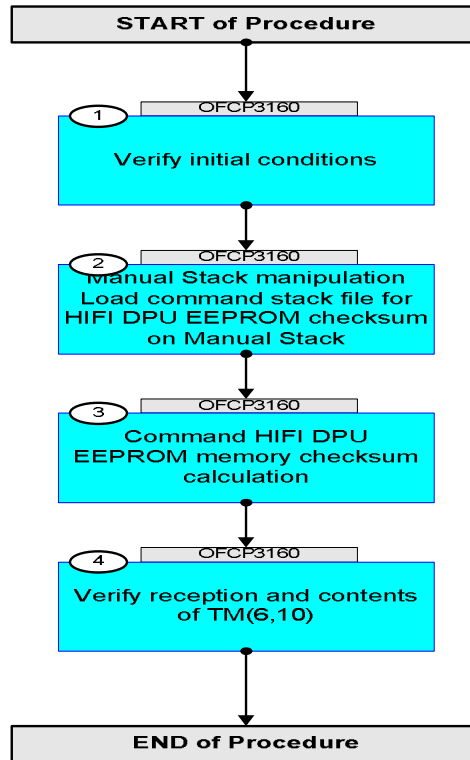 START of Procedure
OFCP3160
1
Verify initial conditions
OFCP3160
2
Manual Stack manipulation
Load command stack file for
HIFI DPU EEPROM checksum
on Manual Stack
OFCP3160
3
Command HIFI DPU
EEPROM memory checksum
calculation
OFCP3160
4
Verify reception and contents
of TM(6,10)
END of Procedure